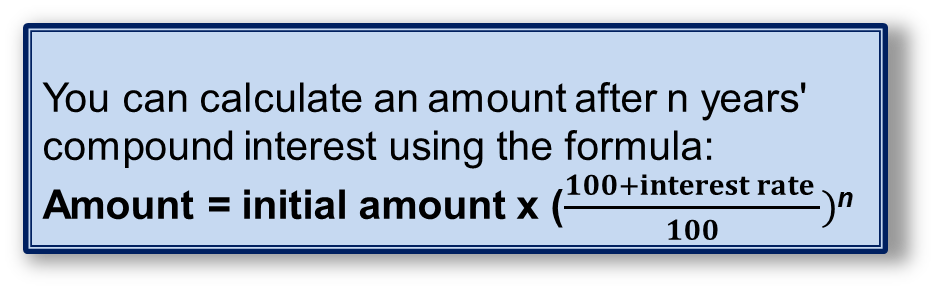 You can calculate an amount after n years'
compound interest using the formula:
Amount = initial amount x (\frac{100+interest rate}{100})^n